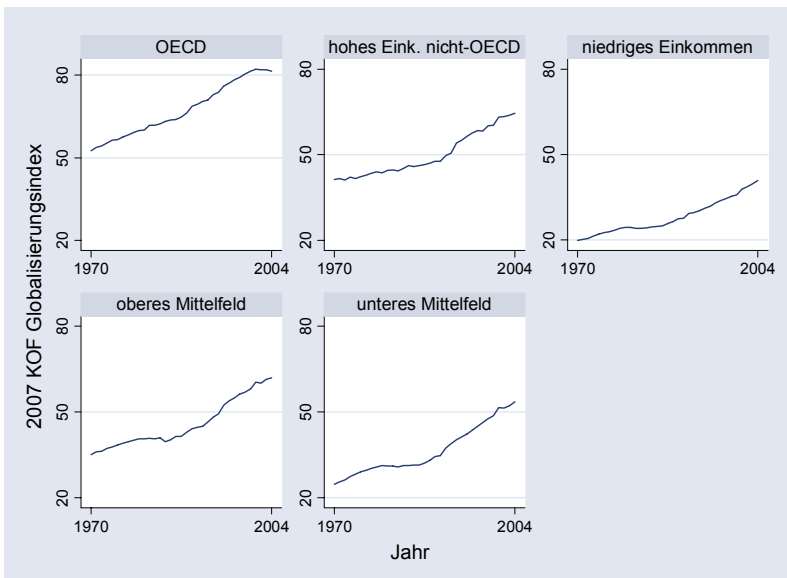 OECD
hohes Eink. nicht-OECD
niedriges Einkommen
80
50
20
1970 2004
80
50
20
1970 2004
80
50
20
1970 2004
oberes Mittelfeld
unteres Mittelfeld
80
50
20
1970 2004
80
50
20
1970 2004
2007 KOF Globalisierungsindex
Jahr